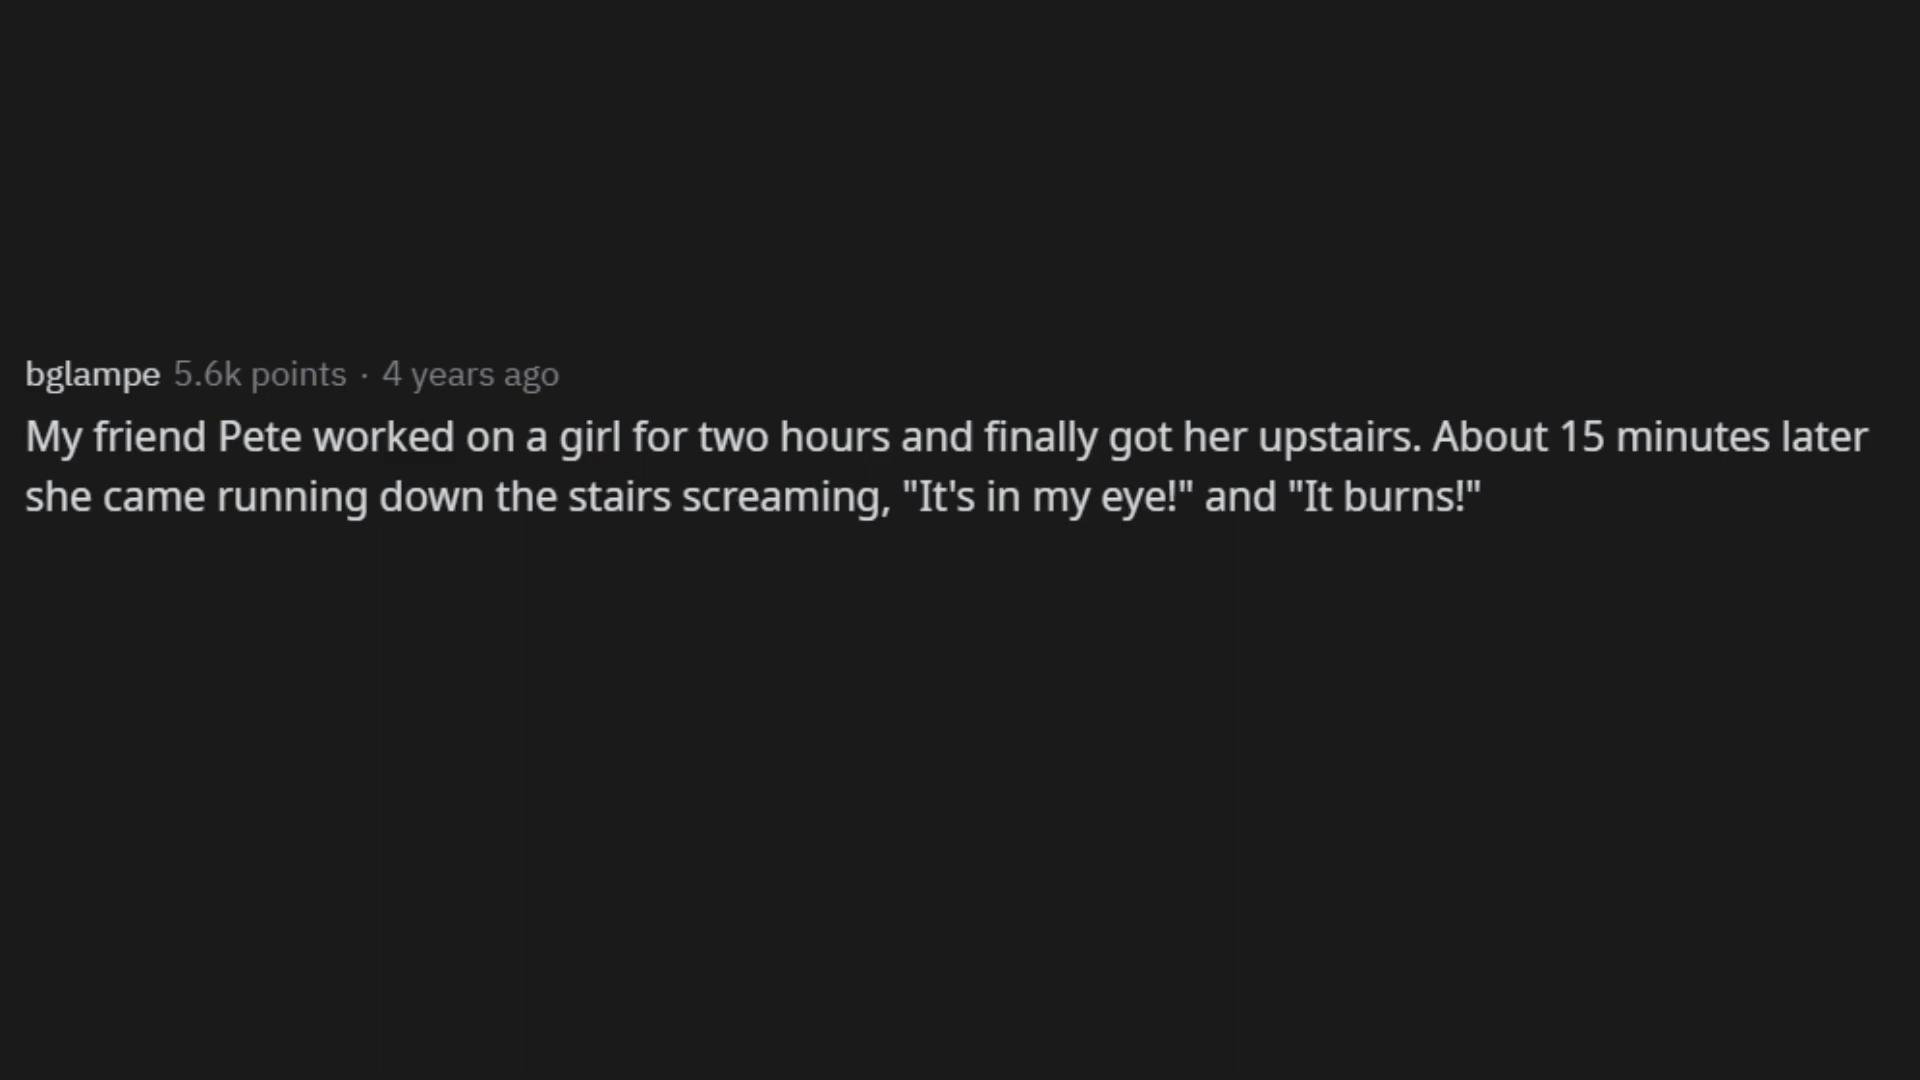 bglampe 5.6k points · 4 years ago
My friend Pete worked on a girl for two hours and finally got her upstairs. About 15 minutes later
she came running down the stairs screaming, "It's in my eye!" and "It burns!"